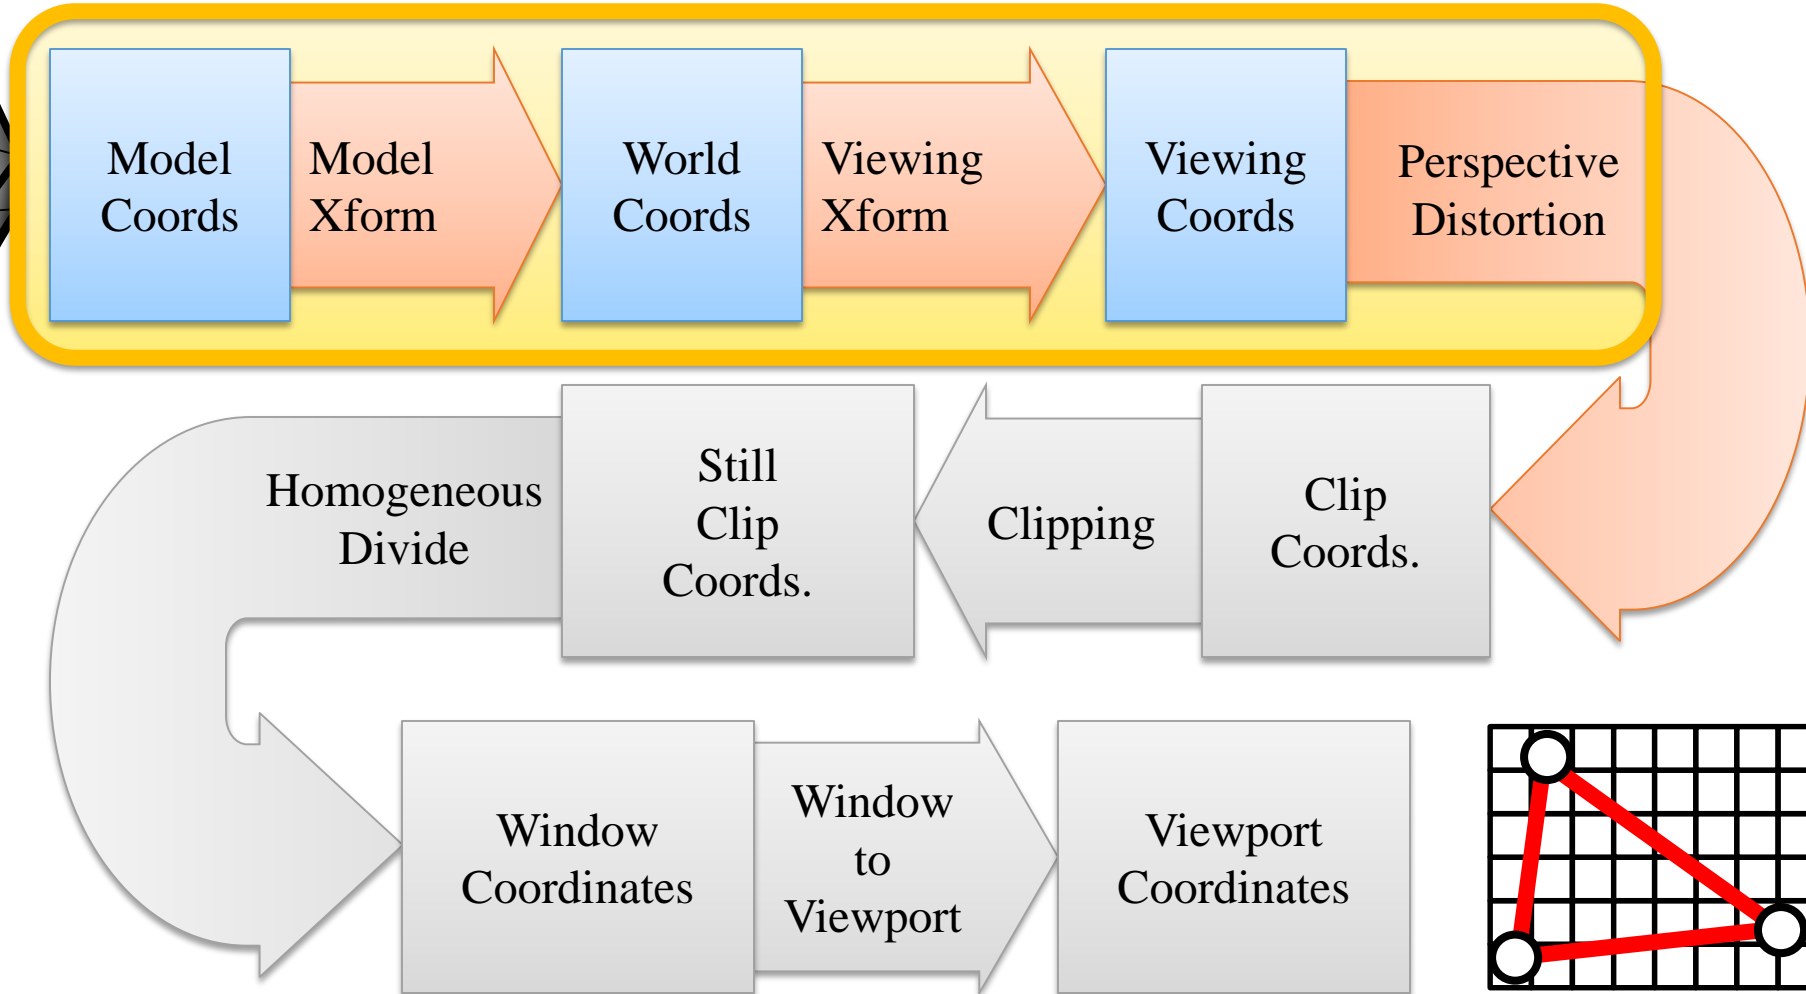 Model
Coords
Model
Xform
World
Coords
Viewing
Xform
Viewing
Coords
Perspective
Distortion
Clip
Coords.
Clipping
Still
Clip
Coords.
Homogeneous
Divide
Window
Coordinates
Window
to
Viewport
Viewport
Coordinates